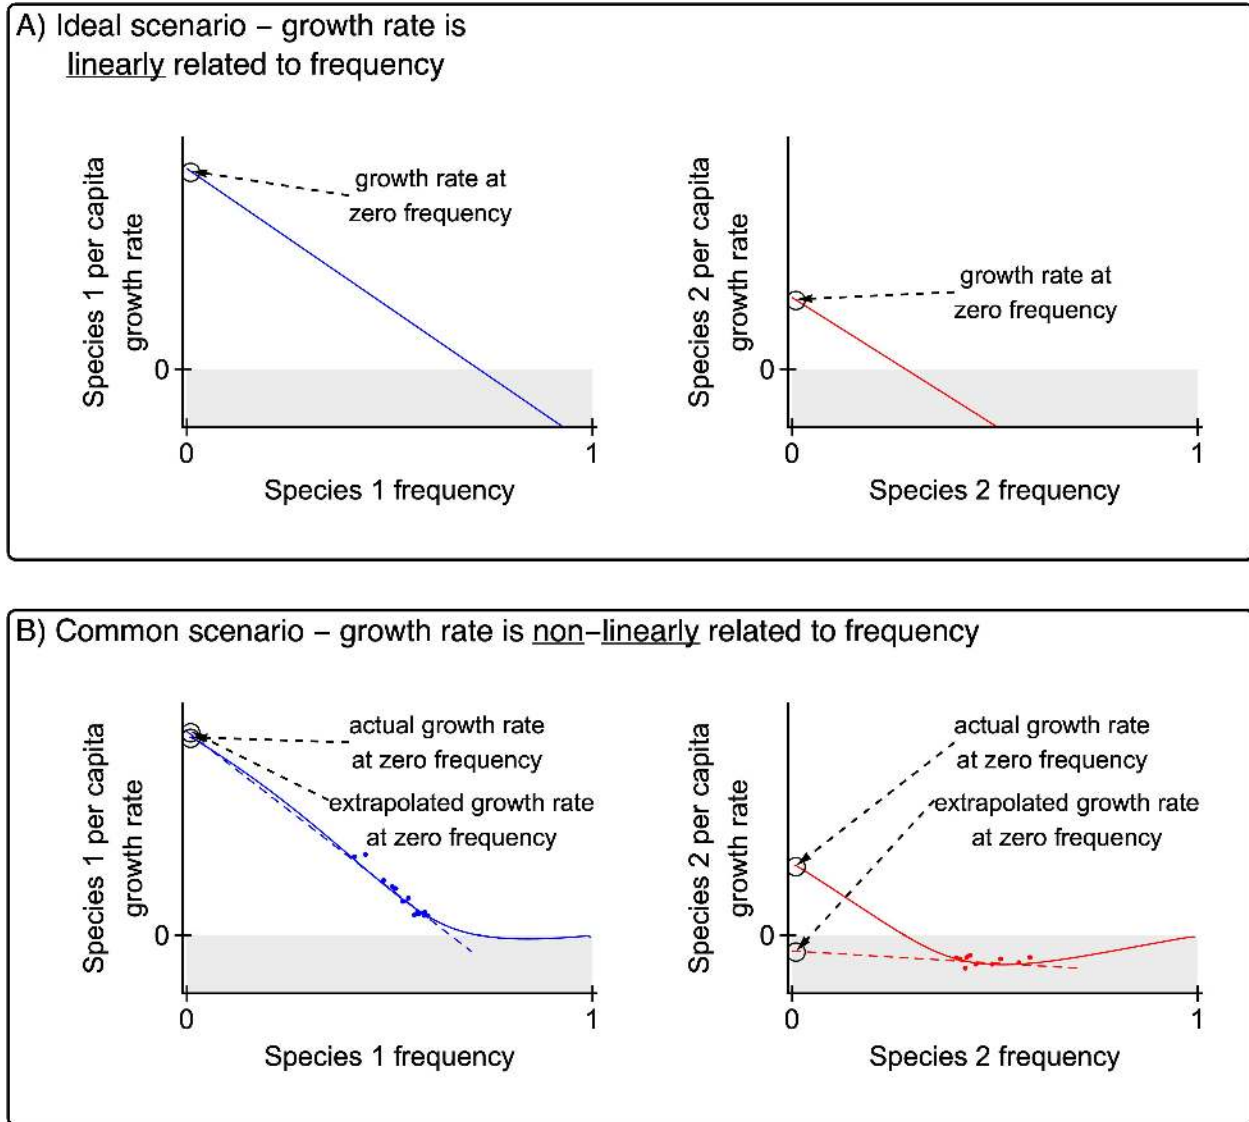 A) Ideal scenario – growth rate is
linearly related to frequency
Species 1 per capita
growth rate
growth rate at
zero frequency
0
0
1
Species 1 frequency
Species 2 per capita
growth rate
growth rate at
zero frequency
0
0
1
Species 2 frequency
B) Common scenario – growth rate is non–linearly related to frequency
Species 1 per capita
growth rate
actual growth rate
at zero frequency
extrapolated growth rate
at zero frequency
0
0
1
Species 1 frequency
Species 2 per capita
growth rate
actual growth rate
at zero frequency
extrapolated growth rate
at zero frequency
0
0
1
Species 2 frequency